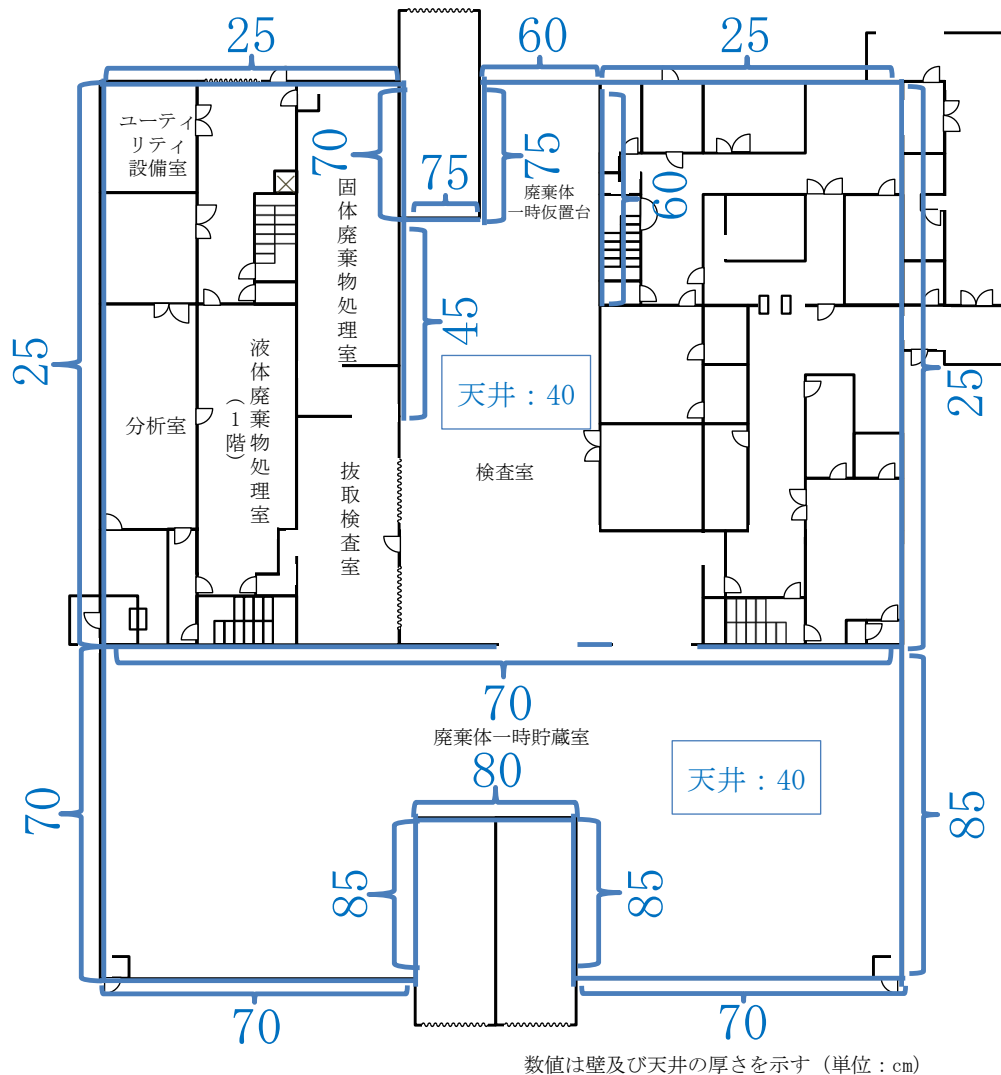 25
60
25
ユーティ
リティ
設備室
70
75
75
廃棄体
一時仮置台
60
固体廃棄物処理室
45
25
液体廃棄物処理室
(1階)
天井:40
25
分析室
抜取検査室
検査室
70
廃棄体一時貯蔵室
80
天井:40
70
85
85
85
70
70
数値は壁及び天井の厚さを示す(単位:cm)